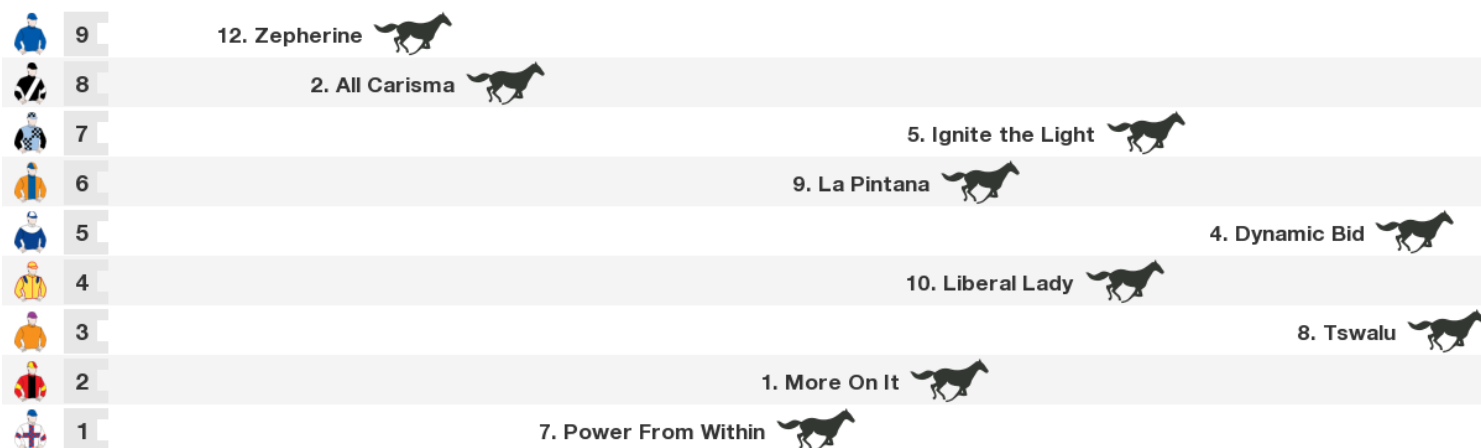 9 12. Zepherine
8 2. All Carisma
7 5. Ignite the Light
6 9. La Pintana
5 4. Dynamic Bid
4 10. Liberal Lady
3 8. Tswalu
2 1. More On It
1 7. Power From Within